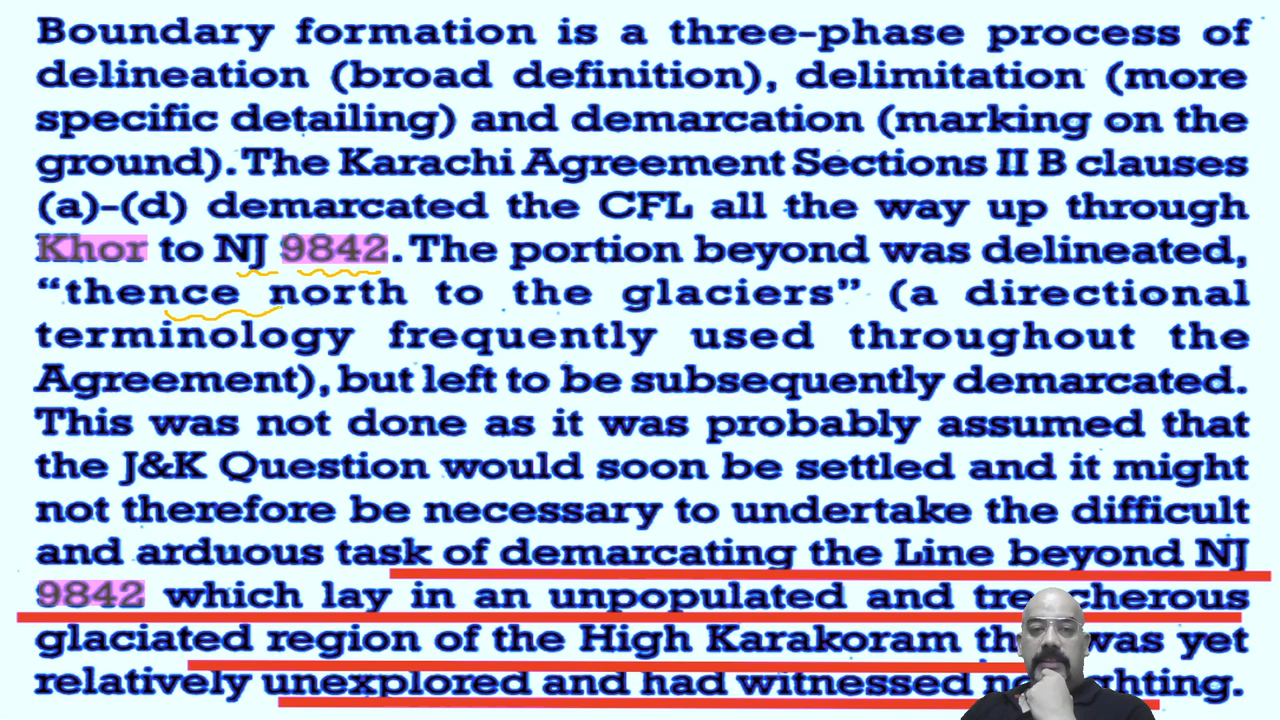 Boundary formation is a three-phase process of
delineation (broad definition), delimitation (more
specific detailing) and demarcation (marking on the
ground). The Karachi Agreement Sections II B clauses
(a)-(d) demarcated the CFL all the way up through
Khor to NJ 9842. The portion beyond was delineated,
“thence north to the glaciers” (a directional
terminology frequently used throughout the
Agreement), but left to be subsequently demarcated.
This was not done as it was probably assumed that
the J&K Question would soon be settled and it might
not therefore be necessary to undertake the difficult
and arduous task of demarcating the Line beyond NJ
9842 which lay in an unpopulated and treacherous
glaciated region of the High Karakoram was yet
relatively unexplored and had witnessed